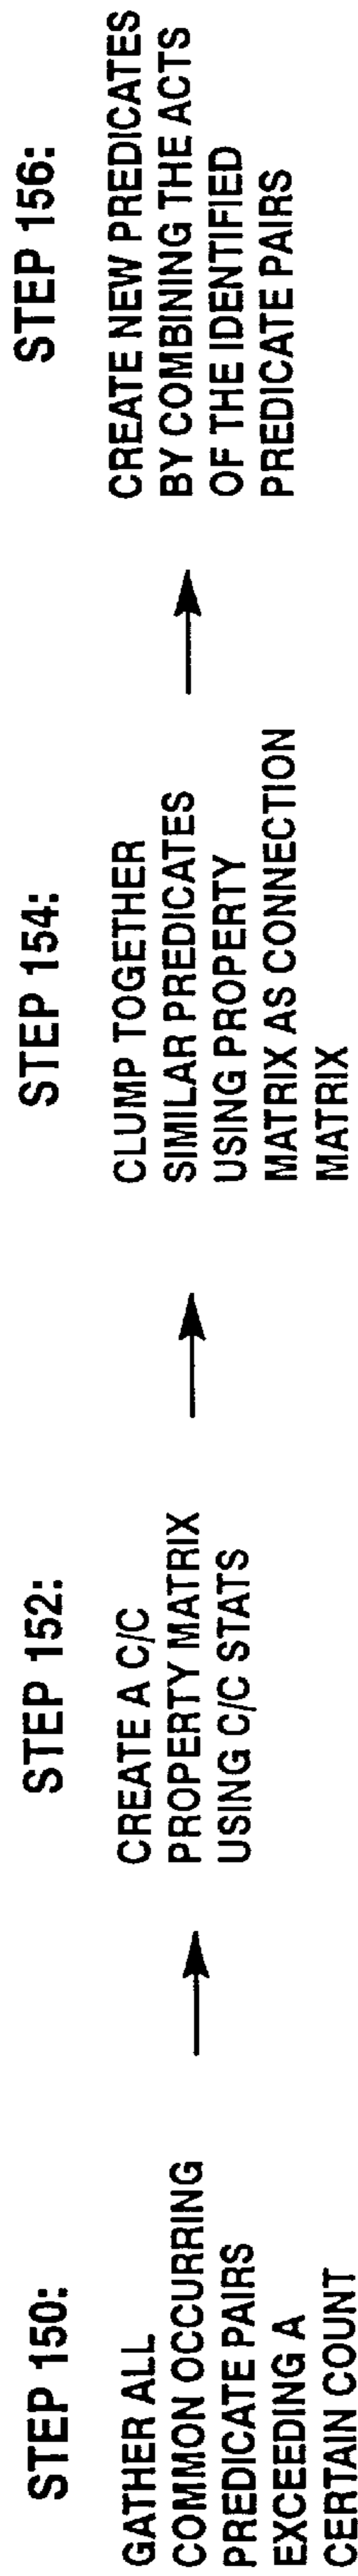 STEP 150:
GATHER ALL
COMMON OCCURRING
PREDICATE PAIRS
EXCEEDING A
CERTAIN COUNT
STEP 152:
CREATE A C/C
PROPERTY MATRIX
USING C/C STATS
STEP 154:
CLUMP TOGETHER
SIMILAR PREDICATES
USING PROPERTY
MATRIX AS CONNECTION
MATRIX
STEP 156:
CREATE NEW PREDICATES
BY COMBINING THE ACTS
OF THE IDENTIFIED
PREDICATE PAIRS